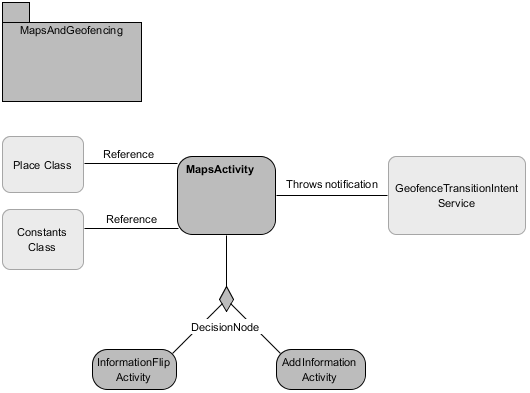 MapsAndGeofencing
Place Class
Reference
MapsActivity
Throws notification
GeofenceTransitionIntent
Service
Constants
Class
Reference
DecisionNode
InformationFlip
Activity
AddInformation
Activity